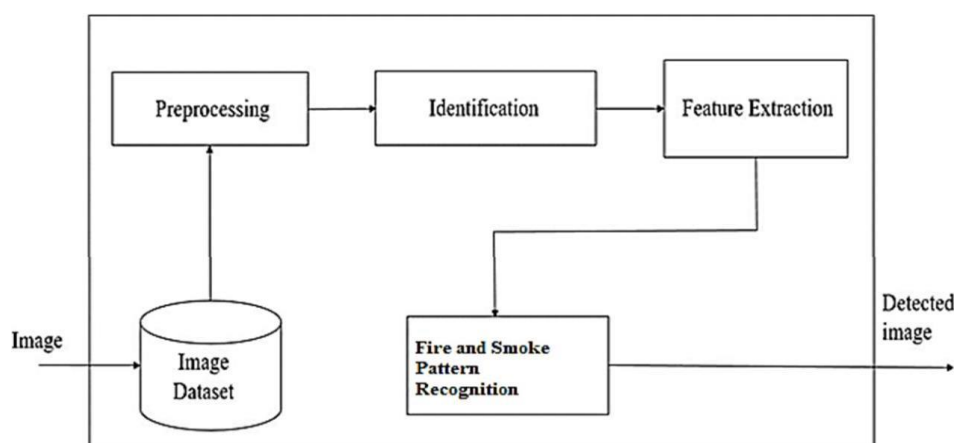 Preprocessing
Identification
Feature Extraction
Image
Image
Dataset
Fire and Smoke
Pattern
Recognition
Detected
image